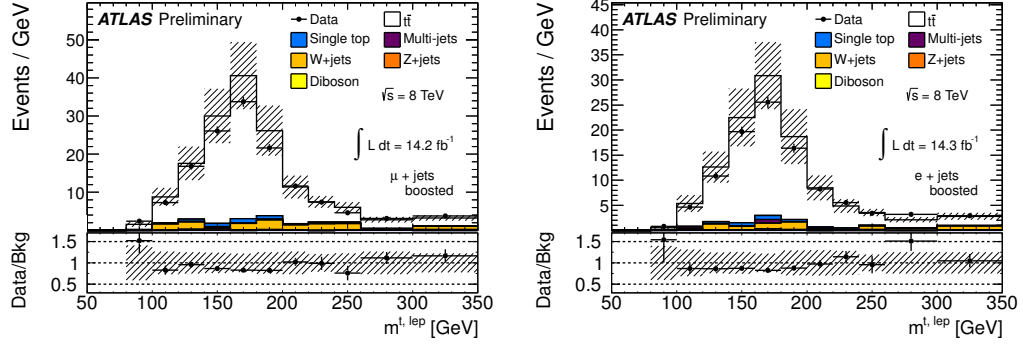 ATLAS Preliminary
Data
tt̄
Single top
Multi-jets
W+jets
Z+jets
Diboson
√s = 8 TeV
∫ L dt = 14.2 fb⁻¹
μ + jets
boosted
Events / GeV
50
40
30
20
10
Data/Bkg
1.5
1
0.5
50 100 150 200 250 300 350
m^{t, lep} [GeV]
ATLAS Preliminary
Data
tt̄
Single top
Multi-jets
W+jets
Z+jets
Diboson
√s = 8 TeV
∫ L dt = 14.3 fb⁻¹
e + jets
boosted
Events / GeV
45
40
35
30
25
20
15
10
5
Data/Bkg
1.5
1
0.5
50 100 150 200 250 300 350
m^{t, lep} [GeV]